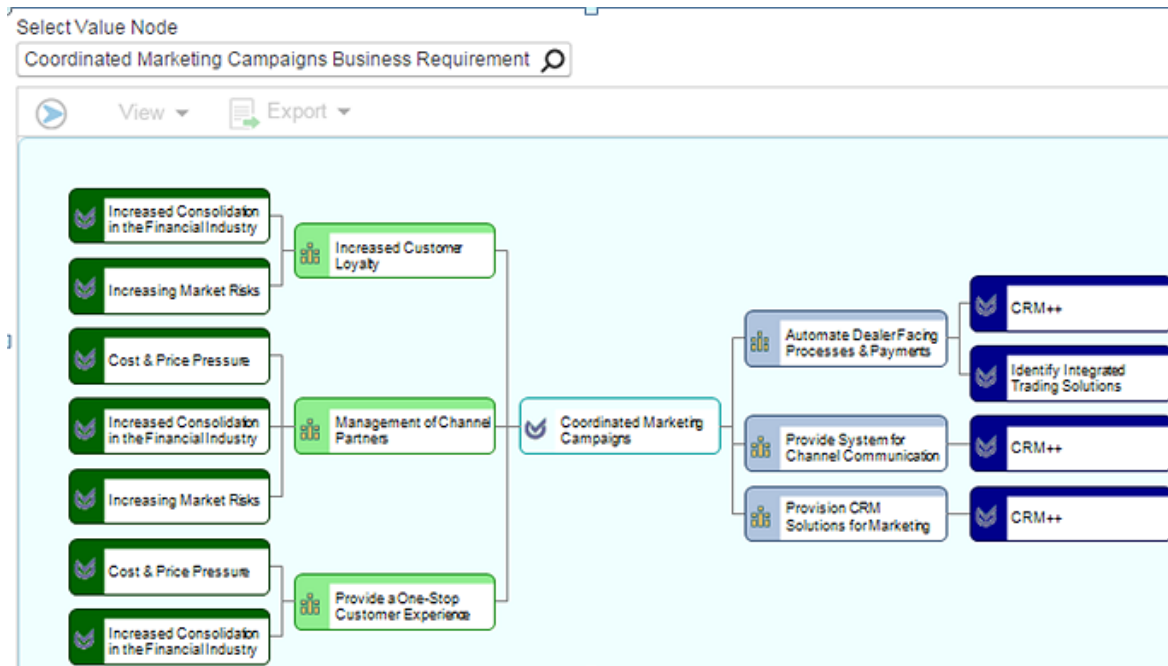 Select Value Node
Coordinated Marketing Campaigns Business Requirement
View
Export
Increased Consolidation
in the Financial Industry
Increasing Market Risks
Increased Customer
Loyalty
Cost & Price Pressure
Increased Consolidation
in the Financial Industry
Increasing Market Risks
Management of Channel
Partners
Cost & Price Pressure
Increased Consolidation
in the Financial Industry
Provide a One-Stop
Customer Experience
Coordinated Marketing
Campaigns
Automate Dealer Facing
Processes & Payments
CRM++
Identify Integrated
Trading Solutions
Provide System for
Channel Communication
CRM++
Provision CRM
Solutions for Marketing
CRM++